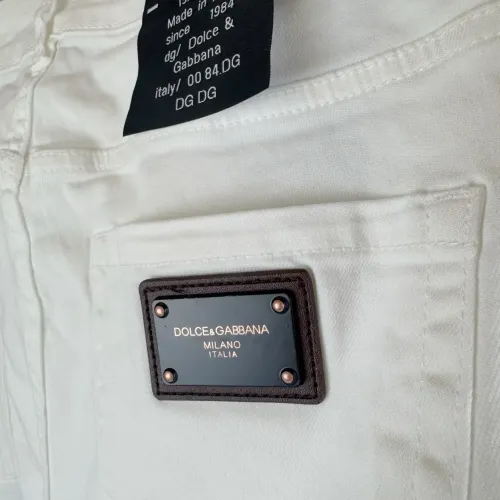 Made in
since 1984
dg/ Dolce &
Gabbana
italy/ 00 84.DG
DG DG
DOLCE&GABBANA
MILANO
ITALIA